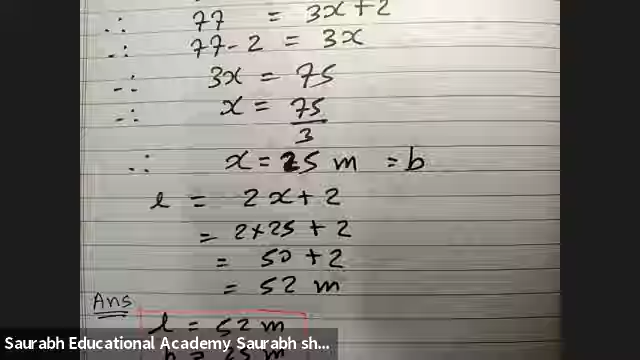 ∴ 77 = 3x+2
∴ 77-2 = 3x
∴ 3x = 75
∴ x = 75/3
∴ x = 25 m = b
l = 2x+2
= 2×25+2
= 50+2
= 52 m
Ans
l = 52 m
b = 25 m
Saurabh Educational Academy Saurabh sh...